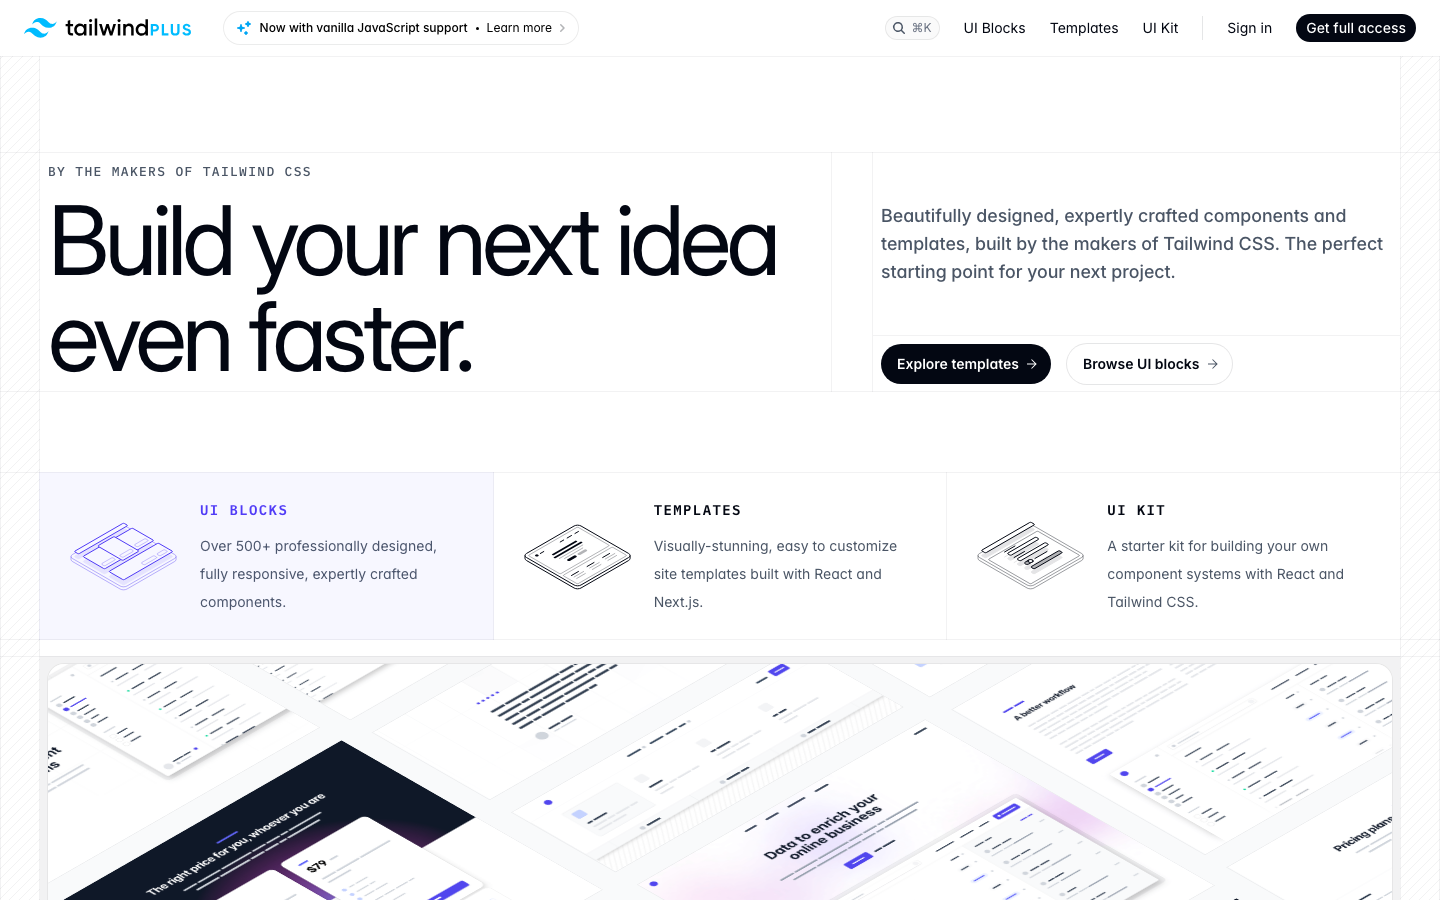 tailwindPLUS
Now with vanilla JavaScript support • Learn more
⌘K
UI Blocks
Templates
UI Kit
Sign in
Get full access
BY THE MAKERS OF TAILWIND CSS
Build your next idea
even faster.
Beautifully designed, expertly crafted components and
templates, built by the makers of Tailwind CSS. The perfect
starting point for your next project.
Explore templates →
Browse UI blocks →
UI BLOCKS
Over 500+ professionally designed,
fully responsive, expertly crafted
components.
TEMPLATES
Visually-stunning, easy to customize
site templates built with React and
Next.js.
UI KIT
A starter kit for building your own
component systems with React and
Tailwind CSS.
A better workflow
The right price for you, whoever you are
$79
Data to enrich your
online business
Pricing plans